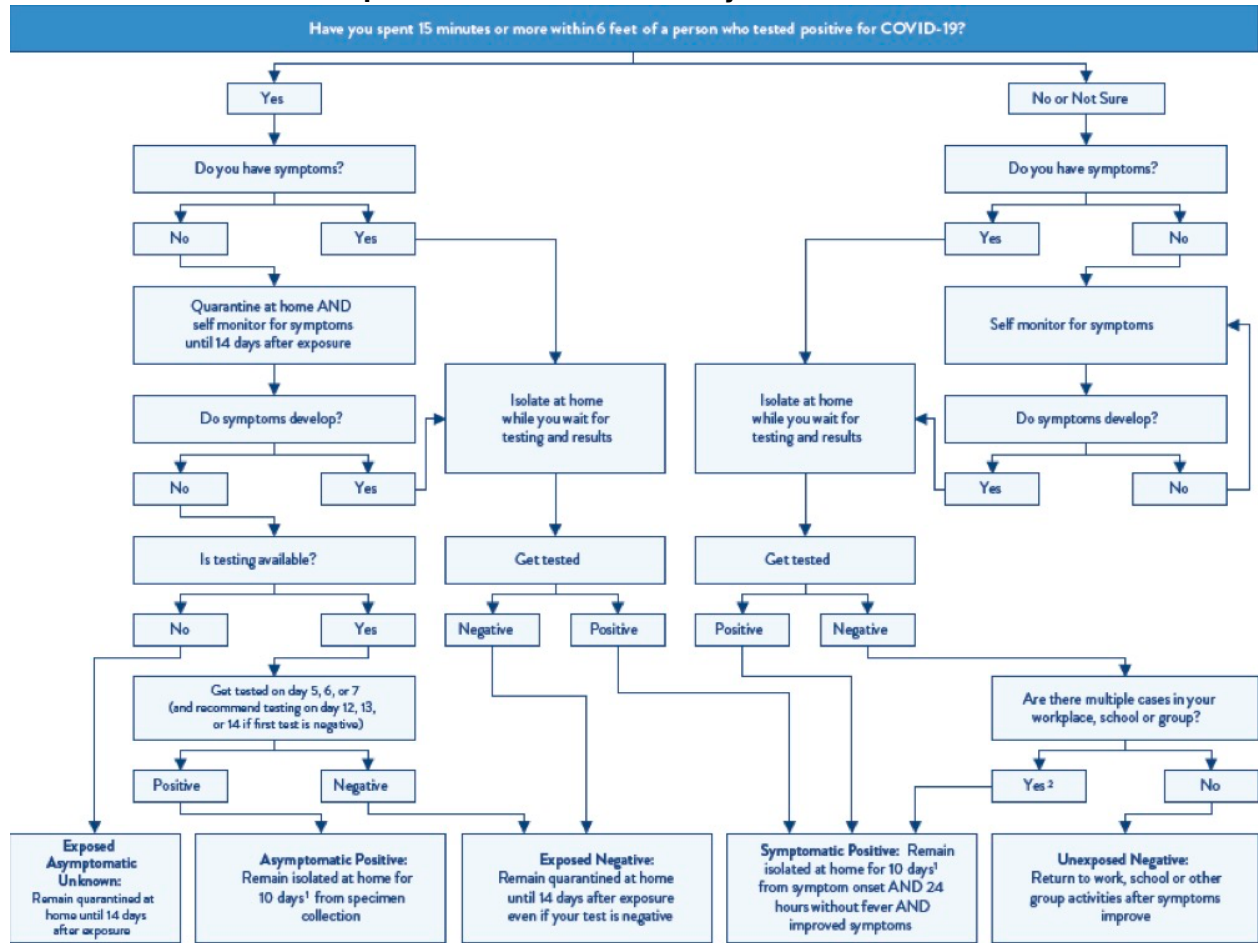 Have you spent 15 minutes or more within 6 feet of a person who tested positive for COVID-19?
Yes
No or Not Sure
Do you have symptoms?
Do you have symptoms?
No
Yes
Yes
No
Quarantine at home AND
self monitor for symptoms
until 14 days after exposure
Self monitor for symptoms
Isolate at home
while you wait for
testing and results
Isolate at home
while you wait for
testing and results
Do symptoms develop?
Do symptoms develop?
No
Yes
Yes
No
Is testing available?
Get tested
Get tested
No
Yes
Negative
Positive
Positive
Negative
Get tested on day 5, 6, or 7
(and recommend testing on day 12, 13,
or 14 if first test is negative)
Are there multiple cases in your
workplace, school or group?
Positive
Negative
Yes ²
No
Exposed
Asymptomatic
Unknown:
Remain quarantined at
home until 14 days
after exposure
Asymptomatic Positive:
Remain isolated at home for
10 days¹ from specimen
collection
Exposed Negative:
Remain quarantined at home
until 14 days after exposure
even if your test is negative
Symptomatic Positive: Remain
isolated at home for 10 days¹
from symptom onset AND 24
hours without fever AND
improved symptoms
Unexposed Negative:
Return to work, school or other
group activities after symptoms
improve